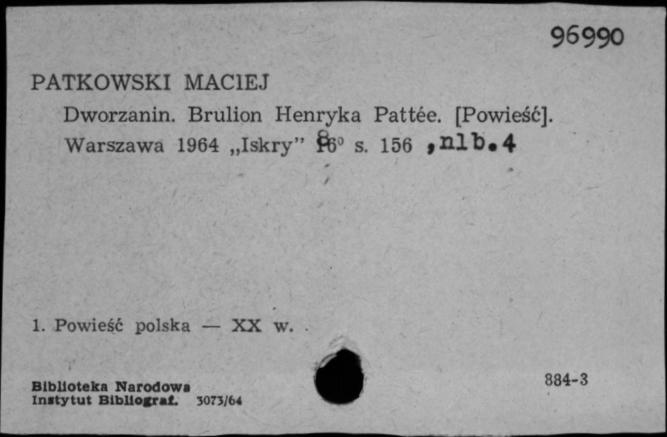 96990
PATKOWSKI MACIEJ
Dworzanin. Brulion Henryka Pattée. [Powieść].
Warszawa 1964 „Iskry” 8⁰ s. 156 , nlb. 4
1. Powieść polska — XX w.
Biblioteka Narodowa
Instytut Bibliograf. 3073/64
884-3